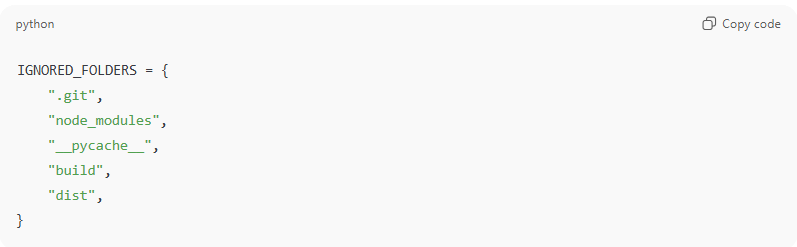 python
Copy code
IGNORED_FOLDERS = {
    ".git",
    "node_modules",
    "__pycache__",
    "build",
    "dist",
}